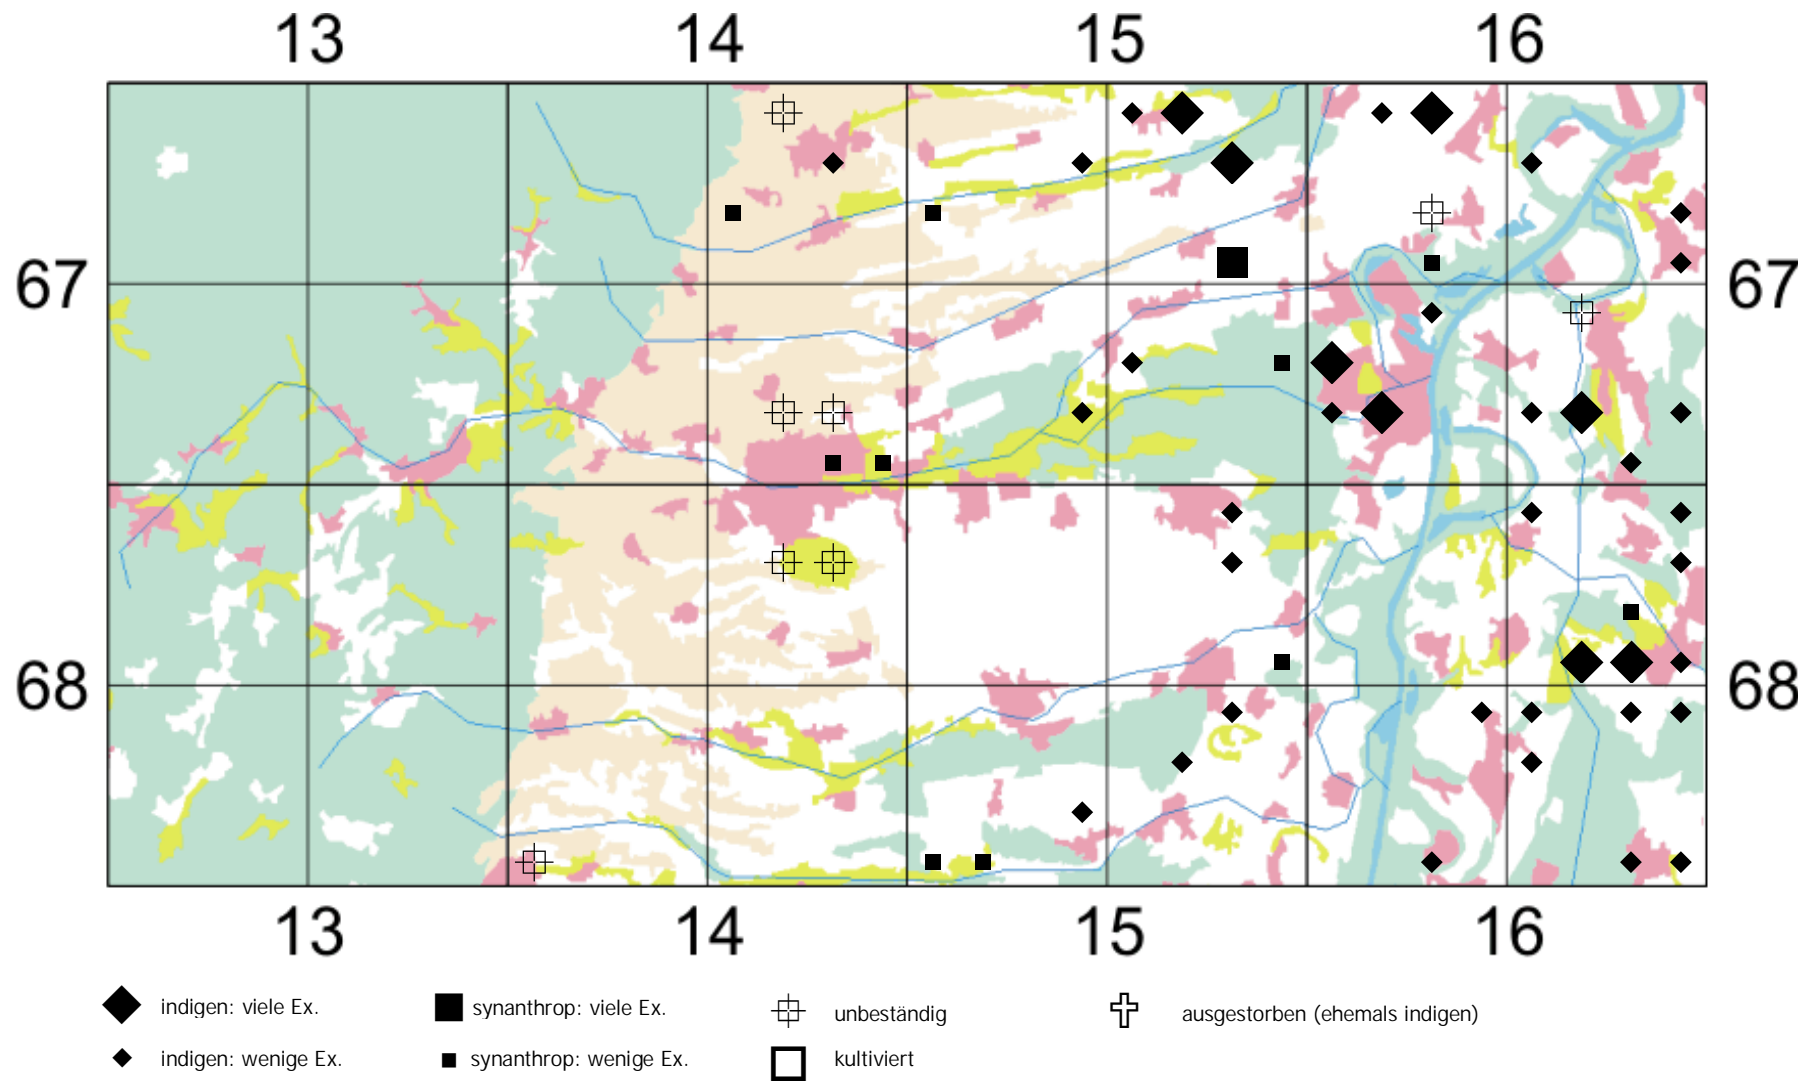 13 14 15 16
67 67
68 68
13 14 15 16
indigen: viele Ex. synanthrop: viele Ex. unbeständig ausgestorben (ehemals indigen)
indigen: wenige Ex. synanthrop: wenige Ex. kultiviert